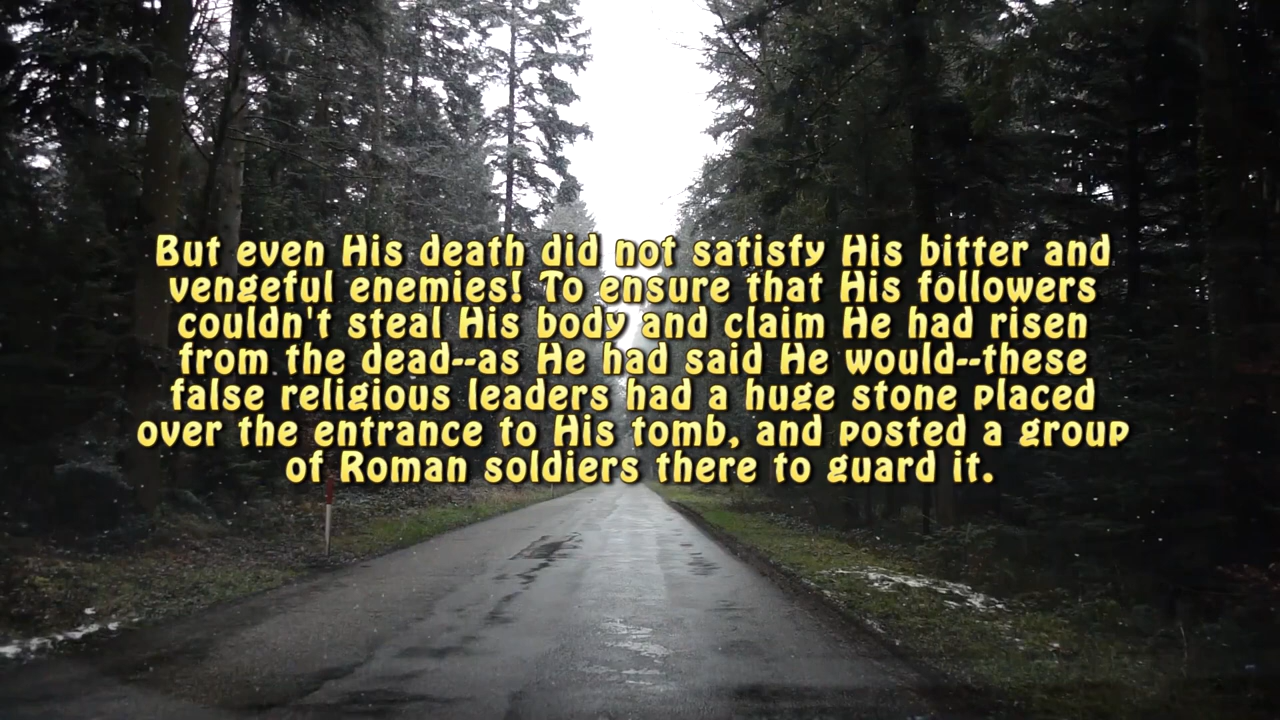 But even His death did not satisfy His bitter and
vengeful enemies! To ensure that His followers
couldn't steal His body and claim He had risen
from the dead--as He had said He would--these
false religious leaders had a huge stone placed
over the entrance to His tomb, and posted a group
of Roman soldiers there to guard it.